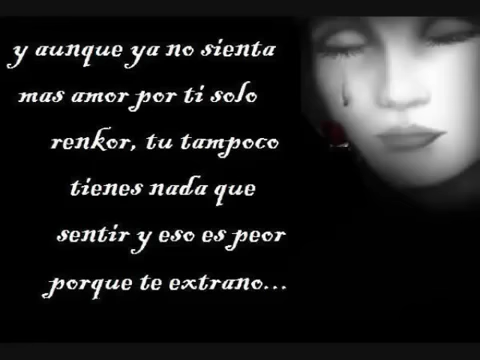 y aunque ya no sienta
mas amor por ti solo
renkor, tu tampoco
tienes nada que
sentir y eso es peor
porque te extrano...